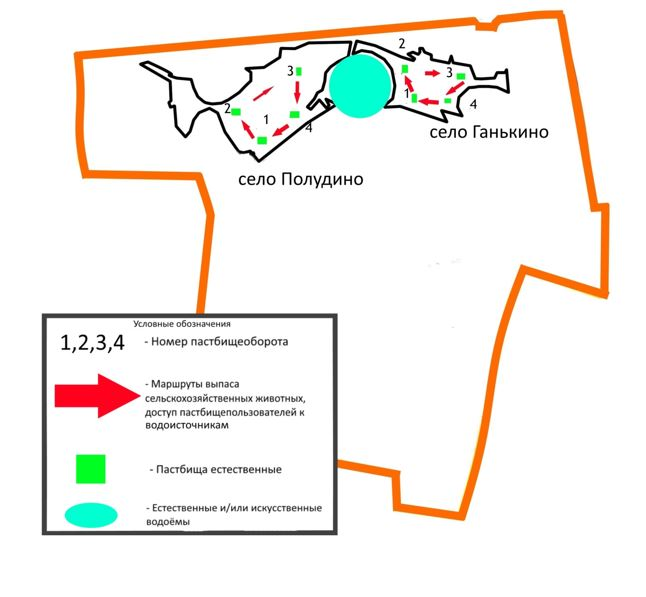 2
3
3
2
1
4
1
4
село Ганькино
село Полудино
Условные обозначения
1,2,3,4 - Номер пастбищеоборота
- Маршруты выпаса
сельскохозяйственных животных,
доступ пастбищепользователей к
водоисточникам
- Пастбища естественные
- Естественные и/или искусственные
водоёмы